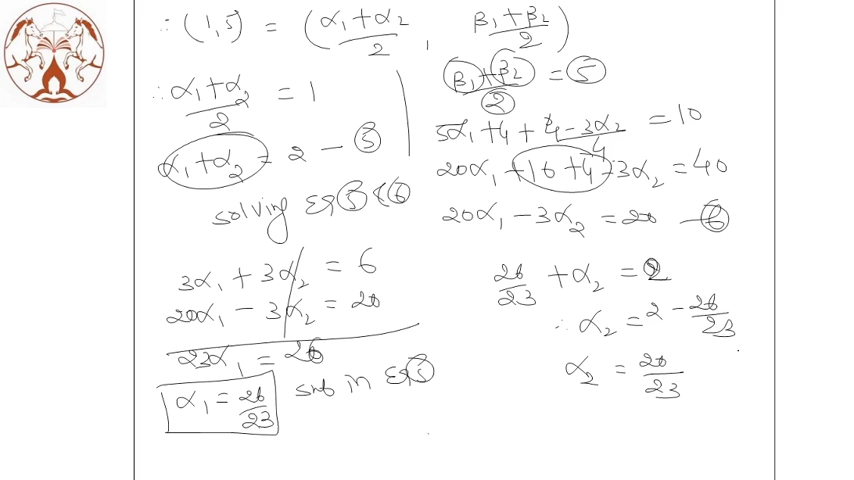 ∴ (1,5) = ( (α₁+α₂)/2 , (β₁+β₂)/2 )
∴ (α₁+α₂)/2 = 1
α₁+α₂ = 2 – ⑤
solving Eq ⑤ & ⑥
3α₁ + 3α₂ = 6
20α₁ – 3α₂ = 20
23α₁ = 26
α₁ = 26/23 sub in Eq ⑤
(β₁+β₂)/2 = 5
5α₁+4 + (4–3α₂)/4 = 10
20α₁ + 16 + 4 – 3α₂ = 40
20α₁ – 3α₂ = 20 – ⑥
26/23 + α₂ = 2
∴ α₂ = 2 – 26/23
α₂ = 20/23